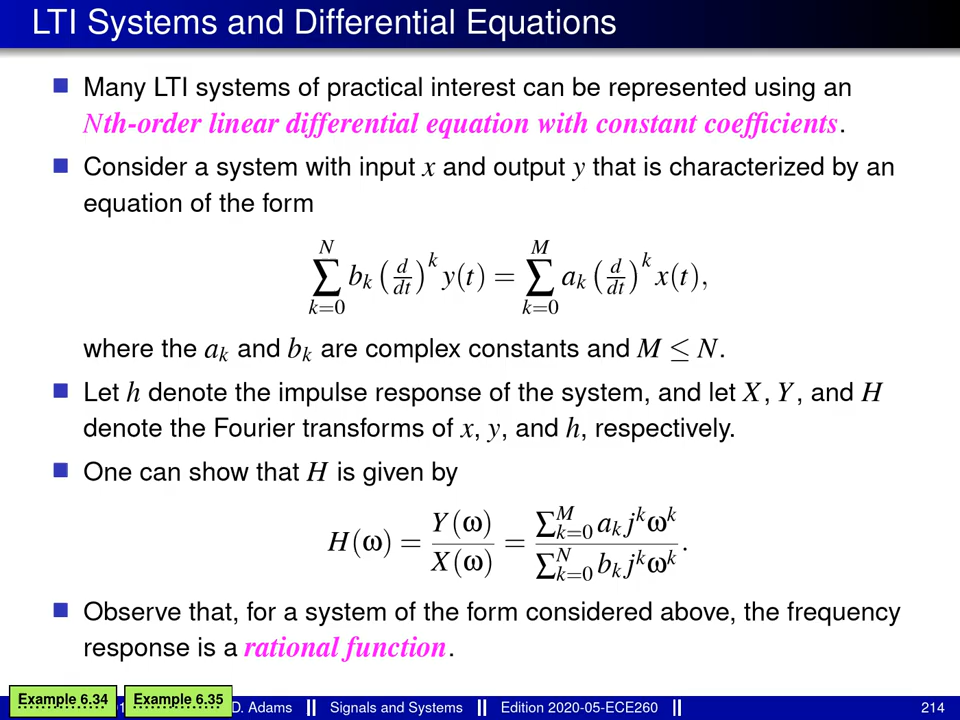 LTI Systems and Differential Equations
Many LTI systems of practical interest can be represented using an
Nth-order linear differential equation with constant coefficients.
Consider a system with input x and output y that is characterized by an
equation of the form
∑_{k=0}^{N} b_k (d/dt)^k y(t) = ∑_{k=0}^{M} a_k (d/dt)^k x(t),
where the a_k and b_k are complex constants and M ≤ N.
Let h denote the impulse response of the system, and let X, Y, and H
denote the Fourier transforms of x, y, and h, respectively.
One can show that H is given by
H(ω) = Y(ω)/X(ω) = ∑_{k=0}^{M} a_k j^k ω^k / ∑_{k=0}^{N} b_k j^k ω^k.
Observe that, for a system of the form considered above, the frequency
response is a rational function.
Example 6.34 Example 6.35 D. Adams Signals and Systems Edition 2020-05-ECE260 214